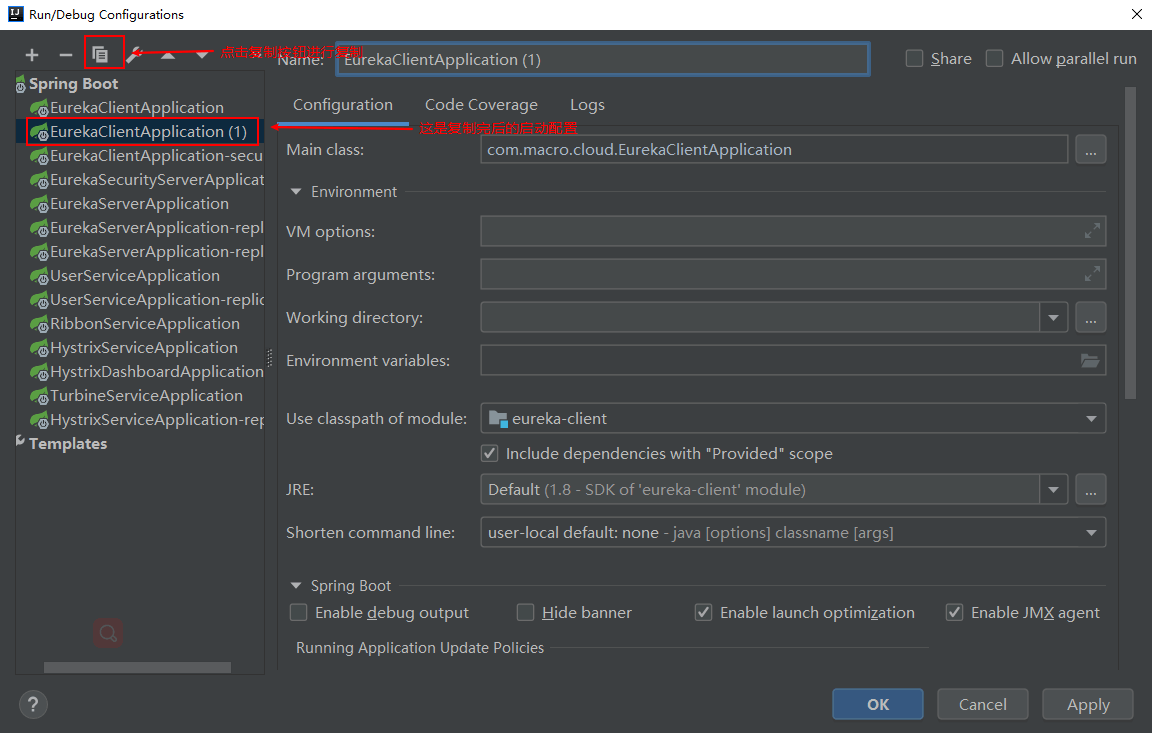 Run/Debug Configurations
点击复制按钮进行复制
Name: EurekaClientApplication (1)
Share
Allow parallel run
Spring Boot
EurekaClientApplication
EurekaClientApplication (1)
EurekaClientApplication-secu
EurekaSecurityServerApplicat
EurekaServerApplication
EurekaServerApplication-repl
EurekaServerApplication-repl
UserServiceApplication
UserServiceApplication-replic
RibbonServiceApplication
HystrixServiceApplication
HystrixDashboardApplication
TurbineServiceApplication
HystrixServiceApplication-rep
Templates
Configuration Code Coverage Logs
这是复制完后的启动配置
Main class: com.macro.cloud.EurekaClientApplication ...
Environment
VM options:
Program arguments:
Working directory: ...
Environment variables:
Use classpath of module: eureka-client
Include dependencies with "Provided" scope
JRE: Default (1.8 - SDK of 'eureka-client' module) ...
Shorten command line: user-local default: none - java [options] classname [args]
Spring Boot
Enable debug output Hide banner Enable launch optimization Enable JMX agent
Running Application Update Policies
? OK Cancel Apply